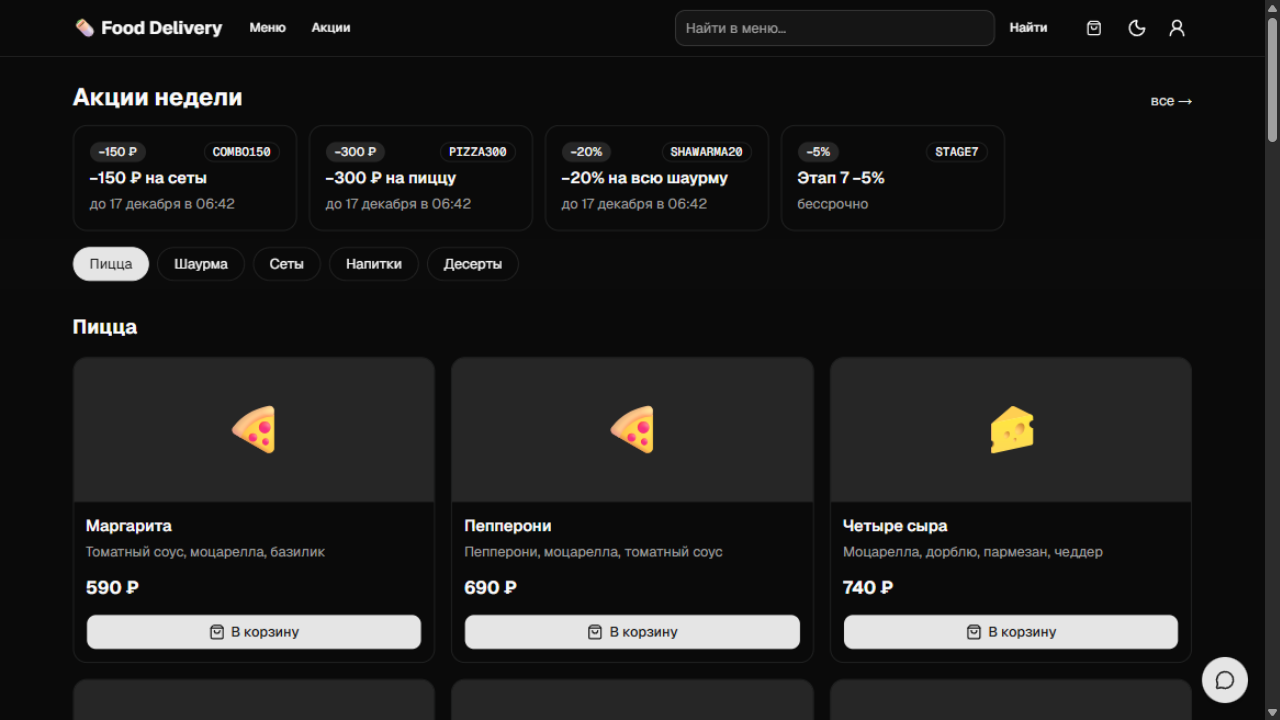 Food Delivery
Меню
Акции
Найти в меню…
Найти
Акции недели
все →
−150 ₽
COMBO150
−150 ₽ на сеты
до 17 декабря в 06:42
−300 ₽
PIZZA300
−300 ₽ на пиццу
до 17 декабря в 06:42
−20%
SHAWARMA20
−20% на всю шаурму
до 17 декабря в 06:42
−5%
STAGE7
Этап 7 −5%
бессрочно
Пицца
Шаурма
Сеты
Напитки
Десерты
Пицца
Маргарита
Томатный соус, моцарелла, базилик
590 ₽
В корзину
Пепперони
Пепперони, моцарелла, томатный соус
690 ₽
В корзину
Четыре сыра
Моцарелла, дорблю, пармезан, чеддер
740 ₽
В корзину